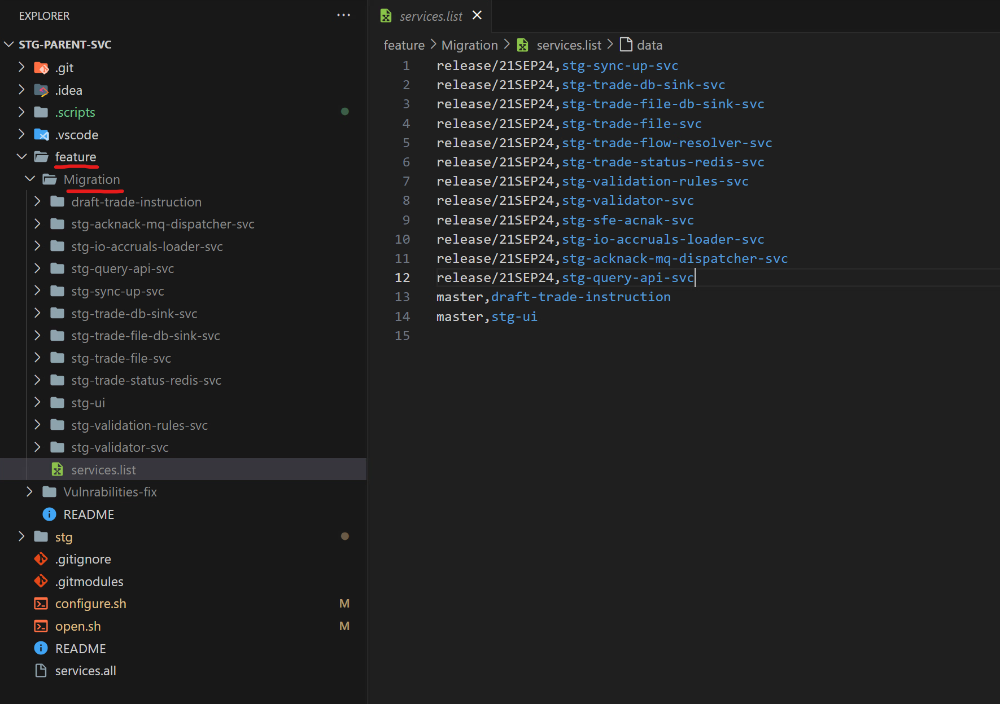 EXPLORER
STG-PARENT-SVC
.git
.idea
.scripts
.vscode
feature
Migration
draft-trade-instruction
stg-acknack-mq-dispatcher-svc
stg-io-accruals-loader-svc
stg-query-api-svc
stg-sync-up-svc
stg-trade-db-sink-svc
stg-trade-file-db-sink-svc
stg-trade-file-svc
stg-trade-status-redis-svc
stg-ui
stg-validation-rules-svc
stg-validator-svc
services.list
Vulnrabilities-fix
README
stg
.gitignore
.gitmodules
configure.sh M
open.sh M
README
services.all
services.list
feature > Migration > services.list > data
1 release/21SEP24,stg-sync-up-svc
2 release/21SEP24,stg-trade-db-sink-svc
3 release/21SEP24,stg-trade-file-db-sink-svc
4 release/21SEP24,stg-trade-file-svc
5 release/21SEP24,stg-trade-flow-resolver-svc
6 release/21SEP24,stg-trade-status-redis-svc
7 release/21SEP24,stg-validation-rules-svc
8 release/21SEP24,stg-validator-svc
9 release/21SEP24,stg-sfe-acnak-svc
10 release/21SEP24,stg-io-accruals-loader-svc
11 release/21SEP24,stg-acknack-mq-dispatcher-svc
12 release/21SEP24,stg-query-api-svc
13 master,draft-trade-instruction
14 master,stg-ui
15